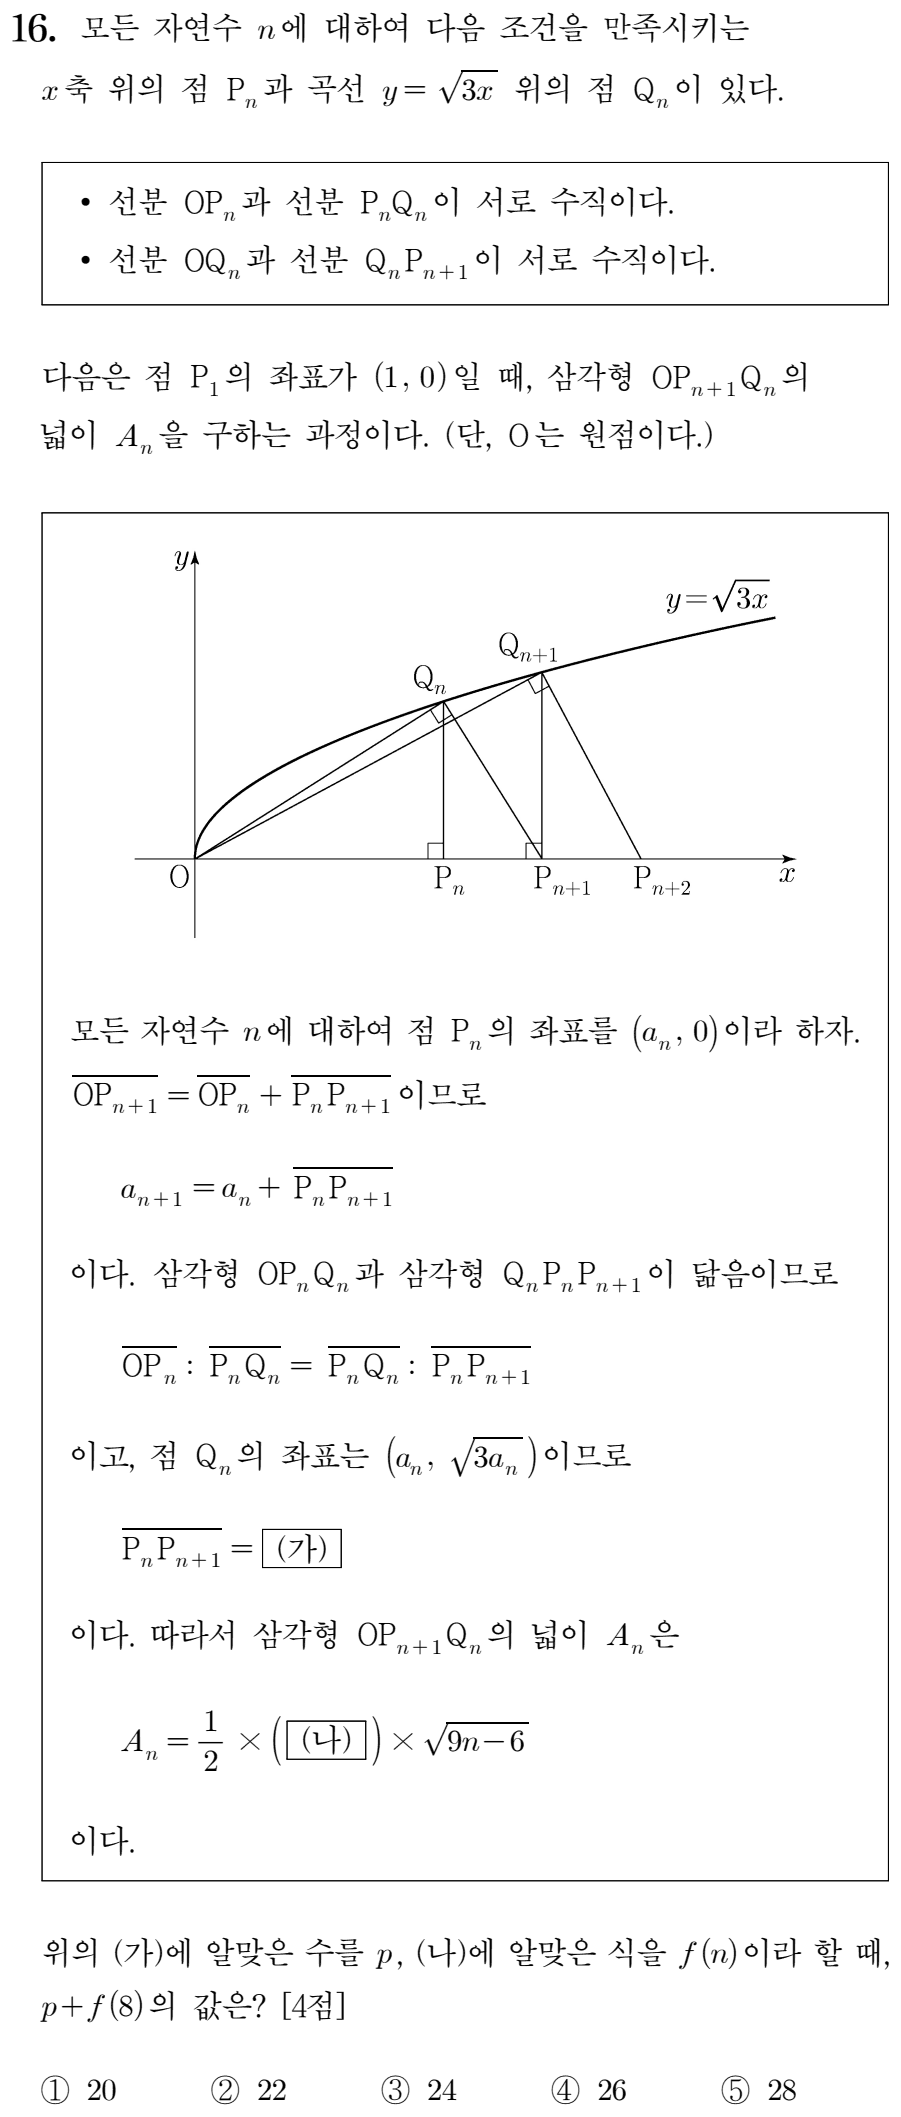 16. 모든 자연수 n에 대하여 다음 조건을 만족시키는
x축 위의 점 Pₙ과 곡선 y=√(3x) 위의 점 Qₙ이 있다.
• 선분 OPₙ과 선분 PₙQₙ이 서로 수직이다.
• 선분 OQₙ과 선분 QₙPₙ₊₁이 서로 수직이다.
다음은 점 P₁의 좌표가 (1, 0)일 때, 삼각형 OPₙ₊₁Qₙ의
넓이 Aₙ을 구하는 과정이다. (단, O는 원점이다.)
y
y=√(3x)
Qₙ₊₁
Qₙ
O Pₙ Pₙ₊₁ Pₙ₊₂ x
모든 자연수 n에 대하여 점 Pₙ의 좌표를 (aₙ, 0)이라 하자.
O̅P̅ₙ₊₁ = O̅P̅ₙ + P̅ₙP̅ₙ₊₁이므로
aₙ₊₁ = aₙ + P̅ₙP̅ₙ₊₁
이다. 삼각형 OPₙQₙ과 삼각형 QₙPₙPₙ₊₁이 닮음이므로
O̅P̅ₙ : P̅ₙQ̅ₙ = P̅ₙQ̅ₙ : P̅ₙP̅ₙ₊₁
이고, 점 Qₙ의 좌표는 (aₙ, √(3aₙ))이므로
P̅ₙP̅ₙ₊₁ = (가)
이다. 따라서 삼각형 OPₙ₊₁Qₙ의 넓이 Aₙ은
Aₙ = 1/2 × ( (나) ) × √(9n−6)
이다.
위의 (가)에 알맞은 수를 p, (나)에 알맞은 식을 f(n)이라 할 때,
p+f(8)의 값은? [4점]
① 20 ② 22 ③ 24 ④ 26 ⑤ 28